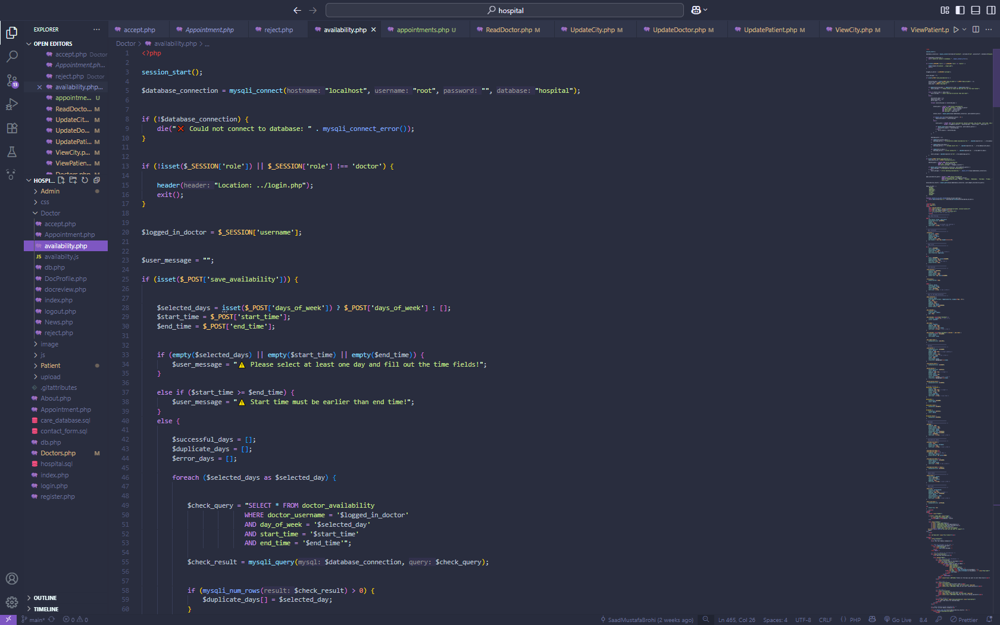 hospital
EXPLORER
accept.php
Appointment.php
reject.php
availability.php
appointments.php U
ReadDoctor.php M
UpdateCity.php M
UpdateDoctor.php M
UpdatePatient.php M
ViewCity.php M
ViewPatient.p
OPEN EDITORS
accept.php Doctor
Appointment.ph...
reject.php Doctor
availability.php...
appointme... U
ReadDocto... M
UpdateCit... M
UpdateDo... M
UpdatePati... M
ViewCity.p... M
ViewPatien... M
Doctors.php M
13
HOSPI...
Admin
css
Doctor
accept.php
Appointment.php
availability.php
JS availabilty.js
db.php
DocProfile.php
docreview.php
index.php
logout.php
News.php
reject.php
image
js
Patient
upload
.gitattributes
About.php
Appointment.php
care_database.sql
contact_form.sql
db.php
Doctors.php M
hospital.sql
index.php
login.php
register.php
OUTLINE
TIMELINE
Doctor > availability.php > ...
1 <?php
2
3 session_start();
4
5 $database_connection = mysqli_connect(hostname: "localhost", username: "root", password: "", database: "hospital");
6
7
8 if (!$database_connection) {
9 die("❌ Could not connect to database: " . mysqli_connect_error());
10 }
11
12
13 if (!isset($_SESSION['role']) || $_SESSION['role'] !== 'doctor') {
14
15 header(header: "Location: ../login.php");
16 exit();
17 }
18
19
20 $logged_in_doctor = $_SESSION['username'];
21
22
23 $user_message = "";
24
25 if (isset($_POST['save_availability'])) {
26
27
28 $selected_days = isset($_POST['days_of_week']) ? $_POST['days_of_week'] : [];
29 $start_time = $_POST['start_time'];
30 $end_time = $_POST['end_time'];
31
32
33 if (empty($selected_days) || empty($start_time) || empty($end_time)) {
34 $user_message = "⚠️ Please select at least one day and fill out the time fields!";
35 }
36
37 else if ($start_time >= $end_time) {
38 $user_message = "⚠️ Start time must be earlier than end time!";
39 }
40 else {
41
42 $successful_days = [];
43 $duplicate_days = [];
44 $error_days = [];
45
46 foreach ($selected_days as $selected_day) {
47
48
49 $check_query = "SELECT * FROM doctor_availability
50 WHERE doctor_username = '$logged_in_doctor'
51 AND day_of_week = '$selected_day'
52 AND start_time = '$start_time'
53 AND end_time = '$end_time'";
54
55 $check_result = mysqli_query(mysql: $database_connection, query: $check_query);
56
57
58 if (mysqli_num_rows(result: $check_result) > 0) {
59 $duplicate_days[] = $selected_day;
60 }
main*
0 0
SaadMustafaBrohi (2 weeks ago)
Ln 465, Col 26
Spaces: 4
UTF-8
CRLF
{} PHP
Go Live
8.4
Prettier